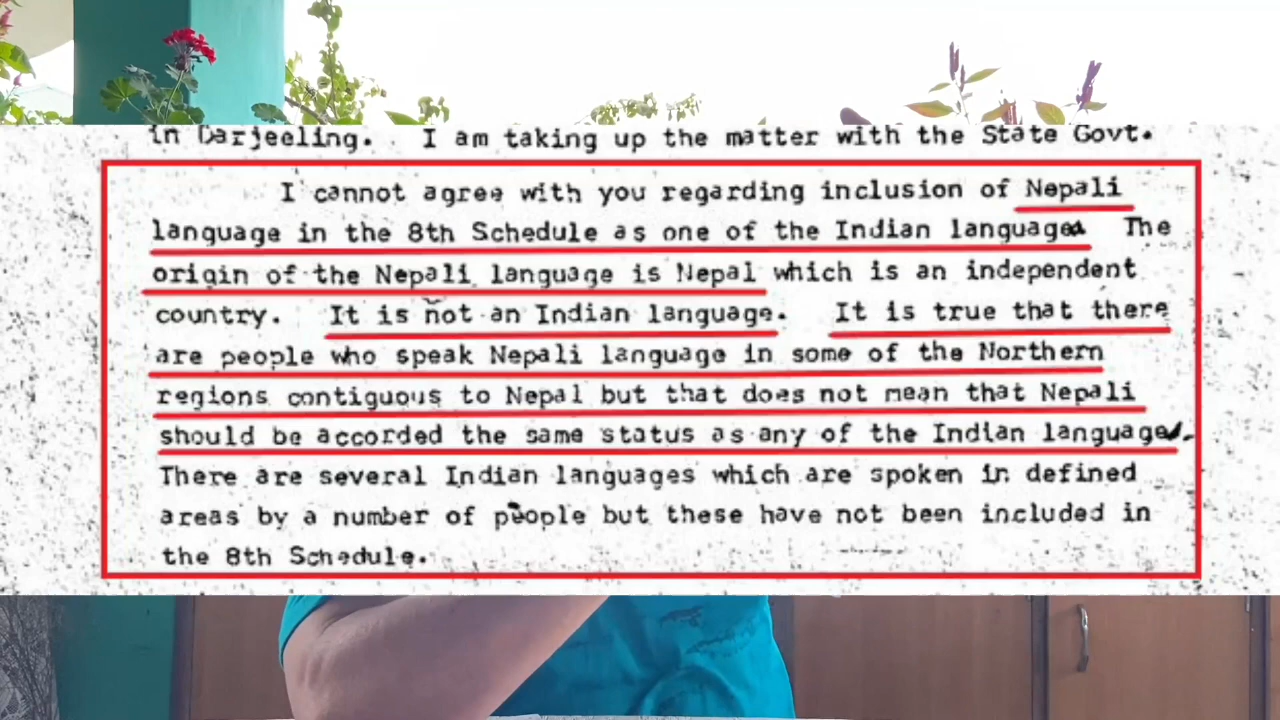 in Darjeeling. I am taking up the matter with the State Govt.
I cannot agree with you regarding inclusion of Nepali
language in the 8th Schedule as one of the Indian languages The
origin of the Nepali language is Nepal which is an independent
country. It is not an Indian language. It is true that there
are people who speak Nepali language in some of the Northern
regions contiguous to Nepal but that does not mean that Nepali
should be accorded the same status as any of the Indian languages.
There are several Indian languages which are spoken in defined
areas by a number of people but these have not been included in
the 8th Schedule.